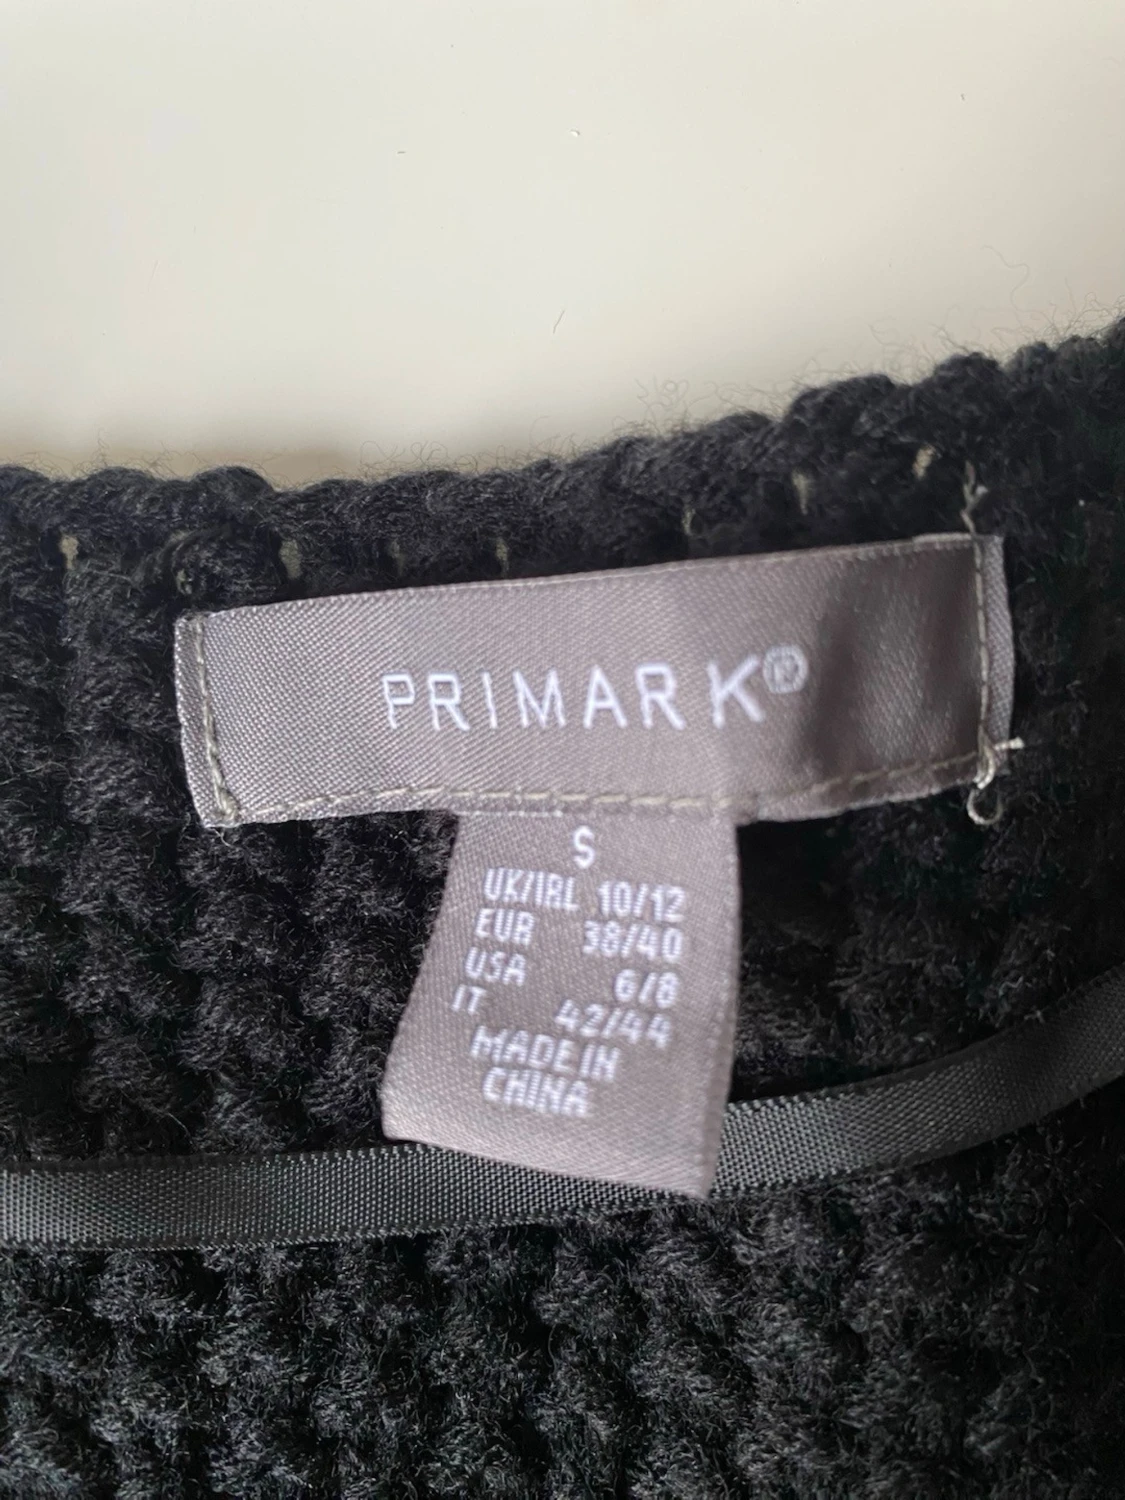 PRIMARK®
S
UK/IRL 10/12
EUR 38/40
USA 6/8
IT 42/44
MADE IN
CHINA